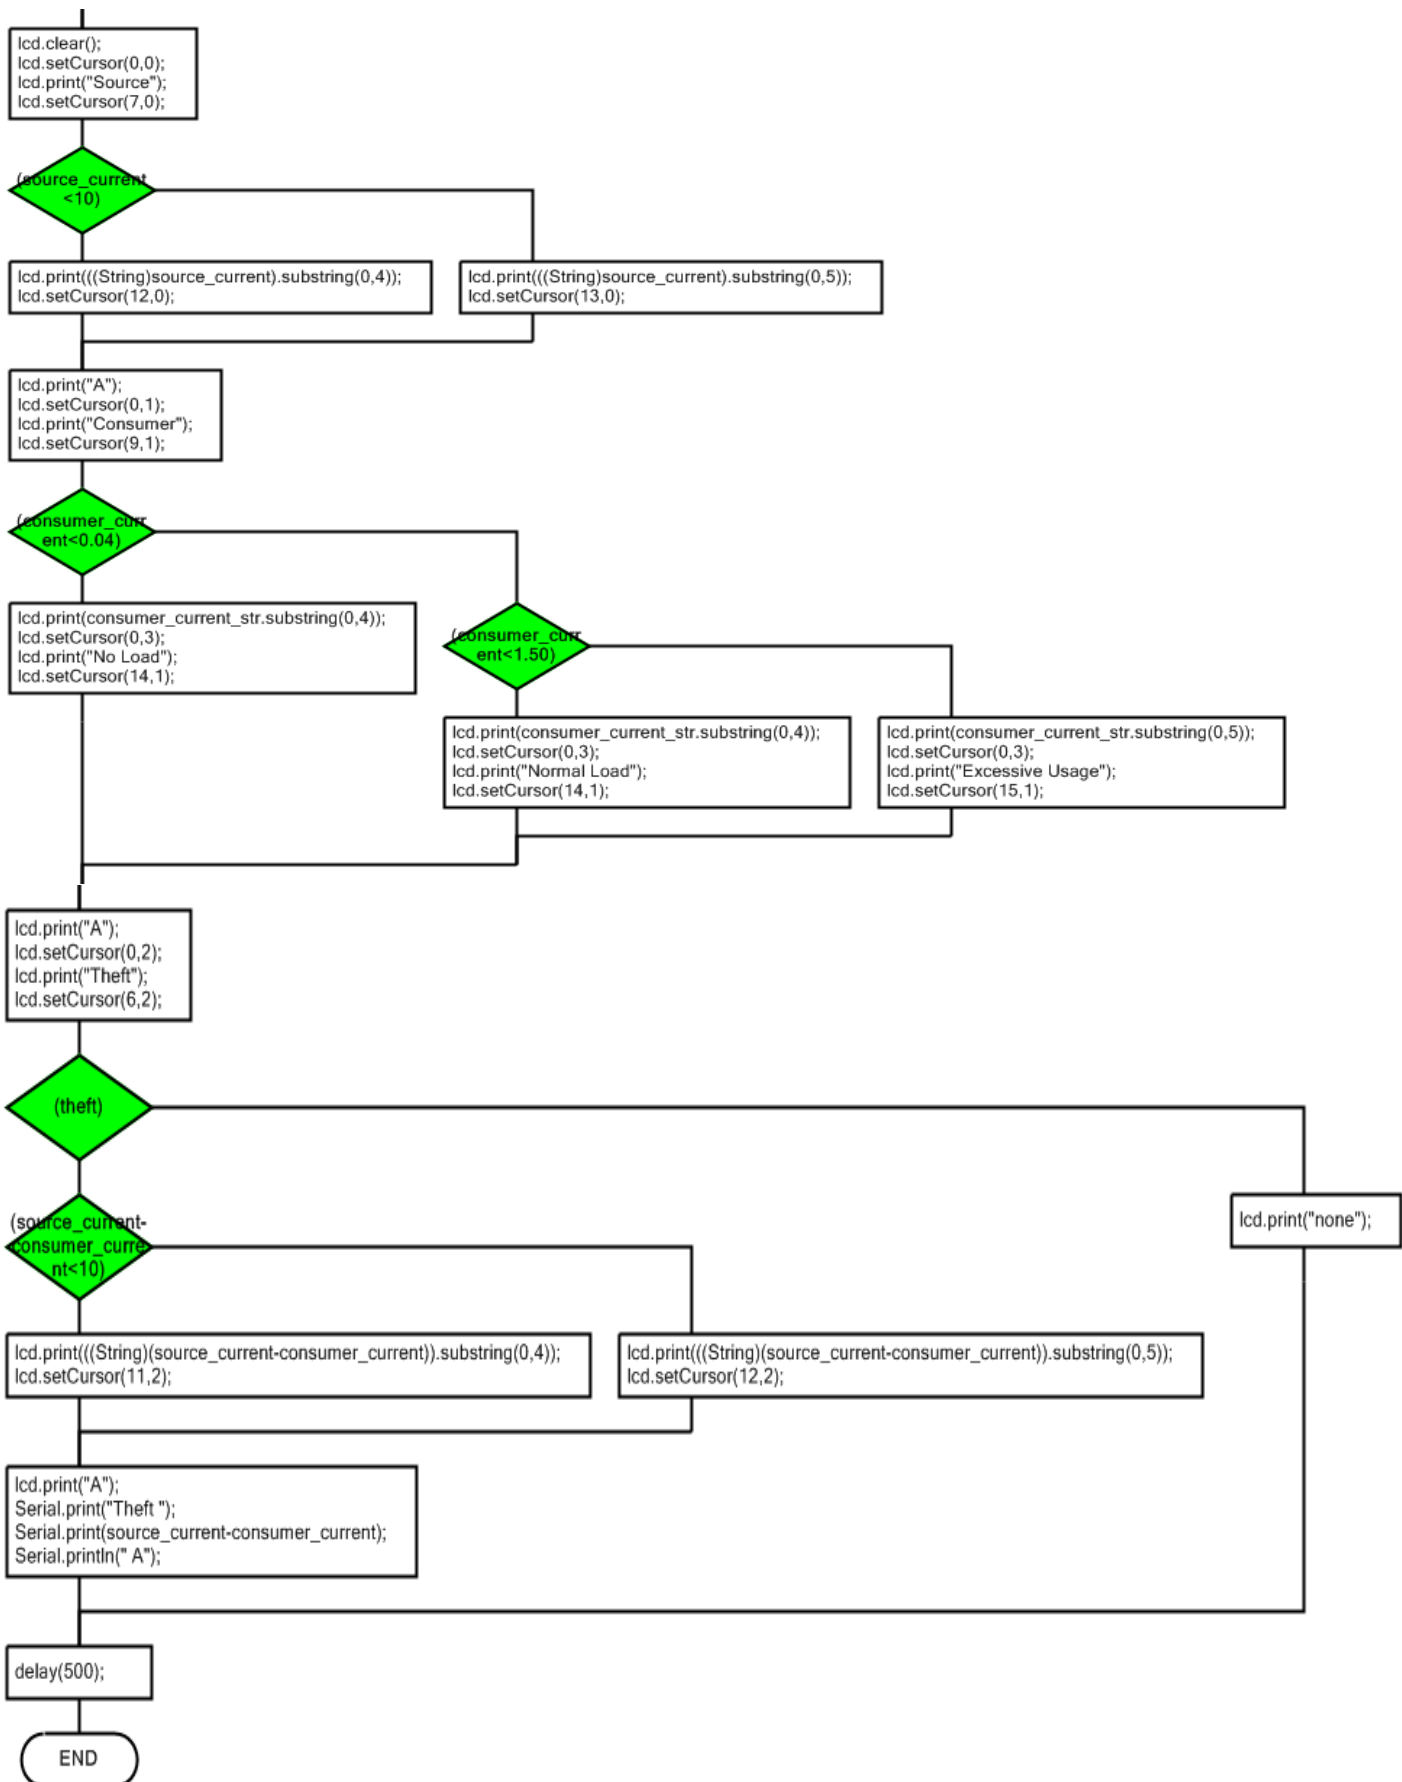 lcd.clear();
lcd.setCursor(0,0);
lcd.print("Source");
lcd.setCursor(7,0);
(source_current
<10)
lcd.print(((String)source_current).substring(0,4));
lcd.setCursor(12,0);
lcd.print(((String)source_current).substring(0,5));
lcd.setCursor(13,0);
lcd.print("A");
lcd.setCursor(0,1);
lcd.print("Consumer");
lcd.setCursor(9,1);
(consumer_curr
ent<0.04)
lcd.print(consumer_current_str.substring(0,4));
lcd.setCursor(0,3);
lcd.print("No Load");
lcd.setCursor(14,1);
(consumer_curr
ent<1.50)
lcd.print(consumer_current_str.substring(0,4));
lcd.setCursor(0,3);
lcd.print("Normal Load");
lcd.setCursor(14,1);
lcd.print(consumer_current_str.substring(0,5));
lcd.setCursor(0,3);
lcd.print("Excessive Usage");
lcd.setCursor(15,1);
lcd.print("A");
lcd.setCursor(0,2);
lcd.print("Theft");
lcd.setCursor(6,2);
(theft)
(source_current-
consumer_curre
nt<10)
lcd.print("none");
lcd.print(((String)(source_current-consumer_current)).substring(0,4));
lcd.setCursor(11,2);
lcd.print(((String)(source_current-consumer_current)).substring(0,5));
lcd.setCursor(12,2);
lcd.print("A");
Serial.print("Theft ");
Serial.print(source_current-consumer_current);
Serial.println(" A");
delay(500);
END